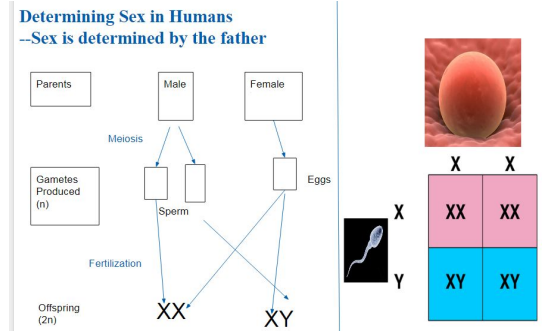 Determining Sex in Humans
--Sex is determined by the father
Parents
Male
Female
Meiosis
Gametes
Produced
(n)
Eggs
Sperm
Fertilization
Offspring
(2n)
XX
XY
X X
X XX XX
Y XY XY